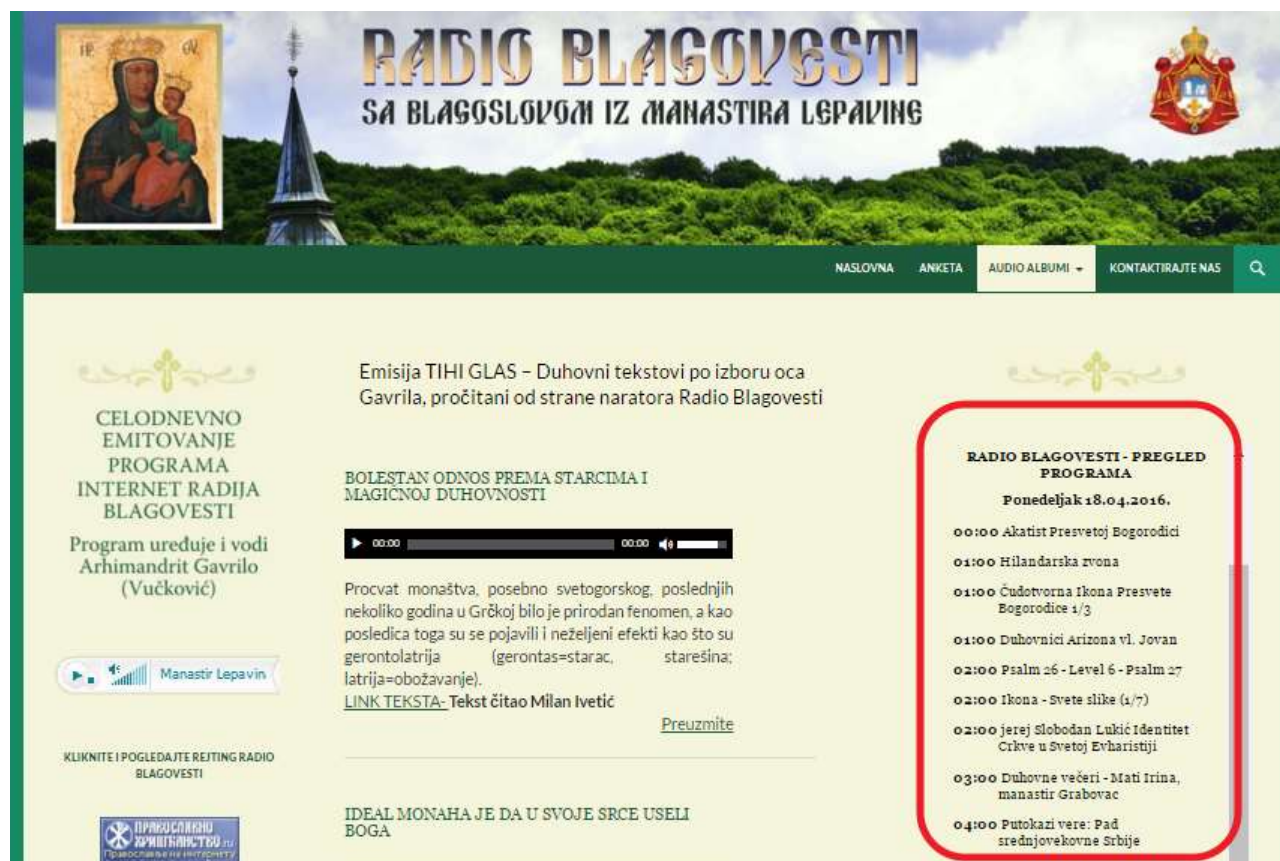 RADIO BLAGOVESTI
SA BLAGOSLOVOM IZ MANASTIRA LEPAVINE
NASLOVNA
ANKETA
AUDIO ALBUMI
KONTAKTIRAJTE NAS
CELODNEVNO
EMITOVANJE
PROGRAMA
INTERNET RADIJA
BLAGOVESTI
Program uređuje i vodi
Arhimandrit Gavrilo
(Vučković)
Manastir Lepavin
KLIKNITE I POGLEDAJTE REJTING RADIO
BLAGOVESTI
ПРАВОСЛАВНО
ХРИШЋАНСТВО.ru
Православље на интернету
Emisija TIHI GLAS – Duhovni tekstovi po izboru oca
Gavrila, pročitani od strane naratora Radio Blagovesti
BOLESTAN ODNOS PREMA STARCIMA I
MAGIČNOJ DUHOVNOSTI
00:00 00:00
Procvat monaštva, posebno svetogorskog, poslednjih
nekoliko godina u Grčkoj bilo je prirodan fenomen, a kao
posledica toga su se pojavili i neželjeni efekti kao što su
gerontolatrija (gerontas=starac, starešina;
latrija=obožavanje).
LINK TEKSTA- Tekst čitao Milan Ivetić
Preuzmite
IDEAL MONAHA JE DA U SVOJE SRCE USELI
BOGA
RADIO BLAGOVESTI - PREGLED
PROGRAMA
Ponedeljak 18.04.2016.
00:00 Akatist Presvetoj Bogorodici
01:00 Hilandarska zvona
01:00 Čudotvorna Ikona Presvete
Bogorodice 1/3
01:00 Duhovnici Arizona vl. Jovan
02:00 Psalm 26 - Level 6 - Psalm 27
02:00 Ikona - Svete slike (1/7)
02:00 jerej Slobodan Lukić Identitet
Crkve u Svetoj Evharistiji
03:00 Duhovne večeri - Mati Irina,
manastir Grabovac
04:00 Putokazi vere: Pad
srednjovekovne Srbije